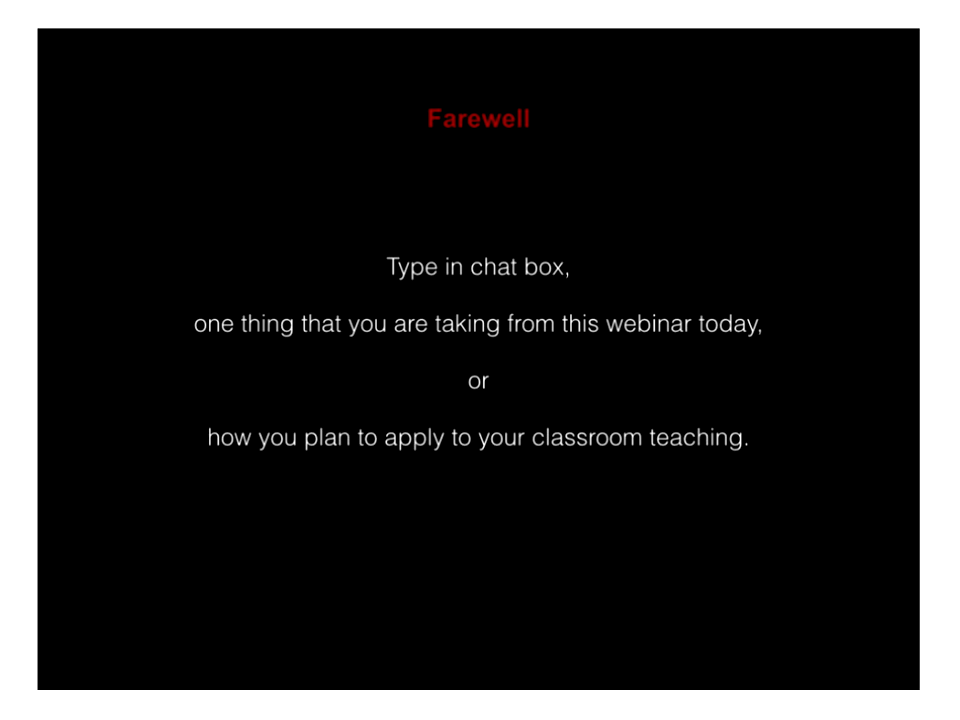 Farewell
Type in chat box,
one thing that you are taking from this webinar today,
or
how you plan to apply to your classroom teaching.